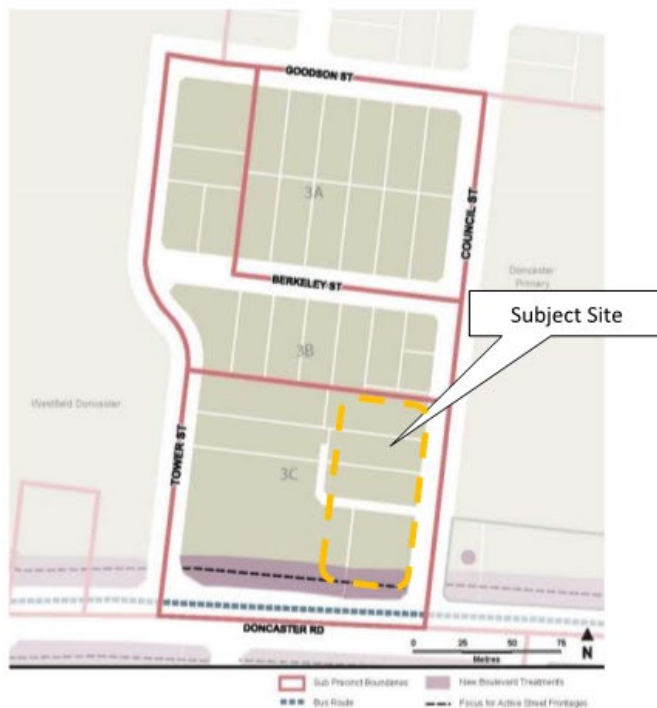 GOODSON ST
3A
COUNCIL ST
BERKELEY ST
Doncaster
Primary
Subject Site
3B
Westfield Doncaster
TOWER ST
3C
DONCASTER RD
0 25 50 75
Metres
N
Sub Precinct Boundaries
New Boulevard Treatments
Bus Route
Focus for Active Street Frontages